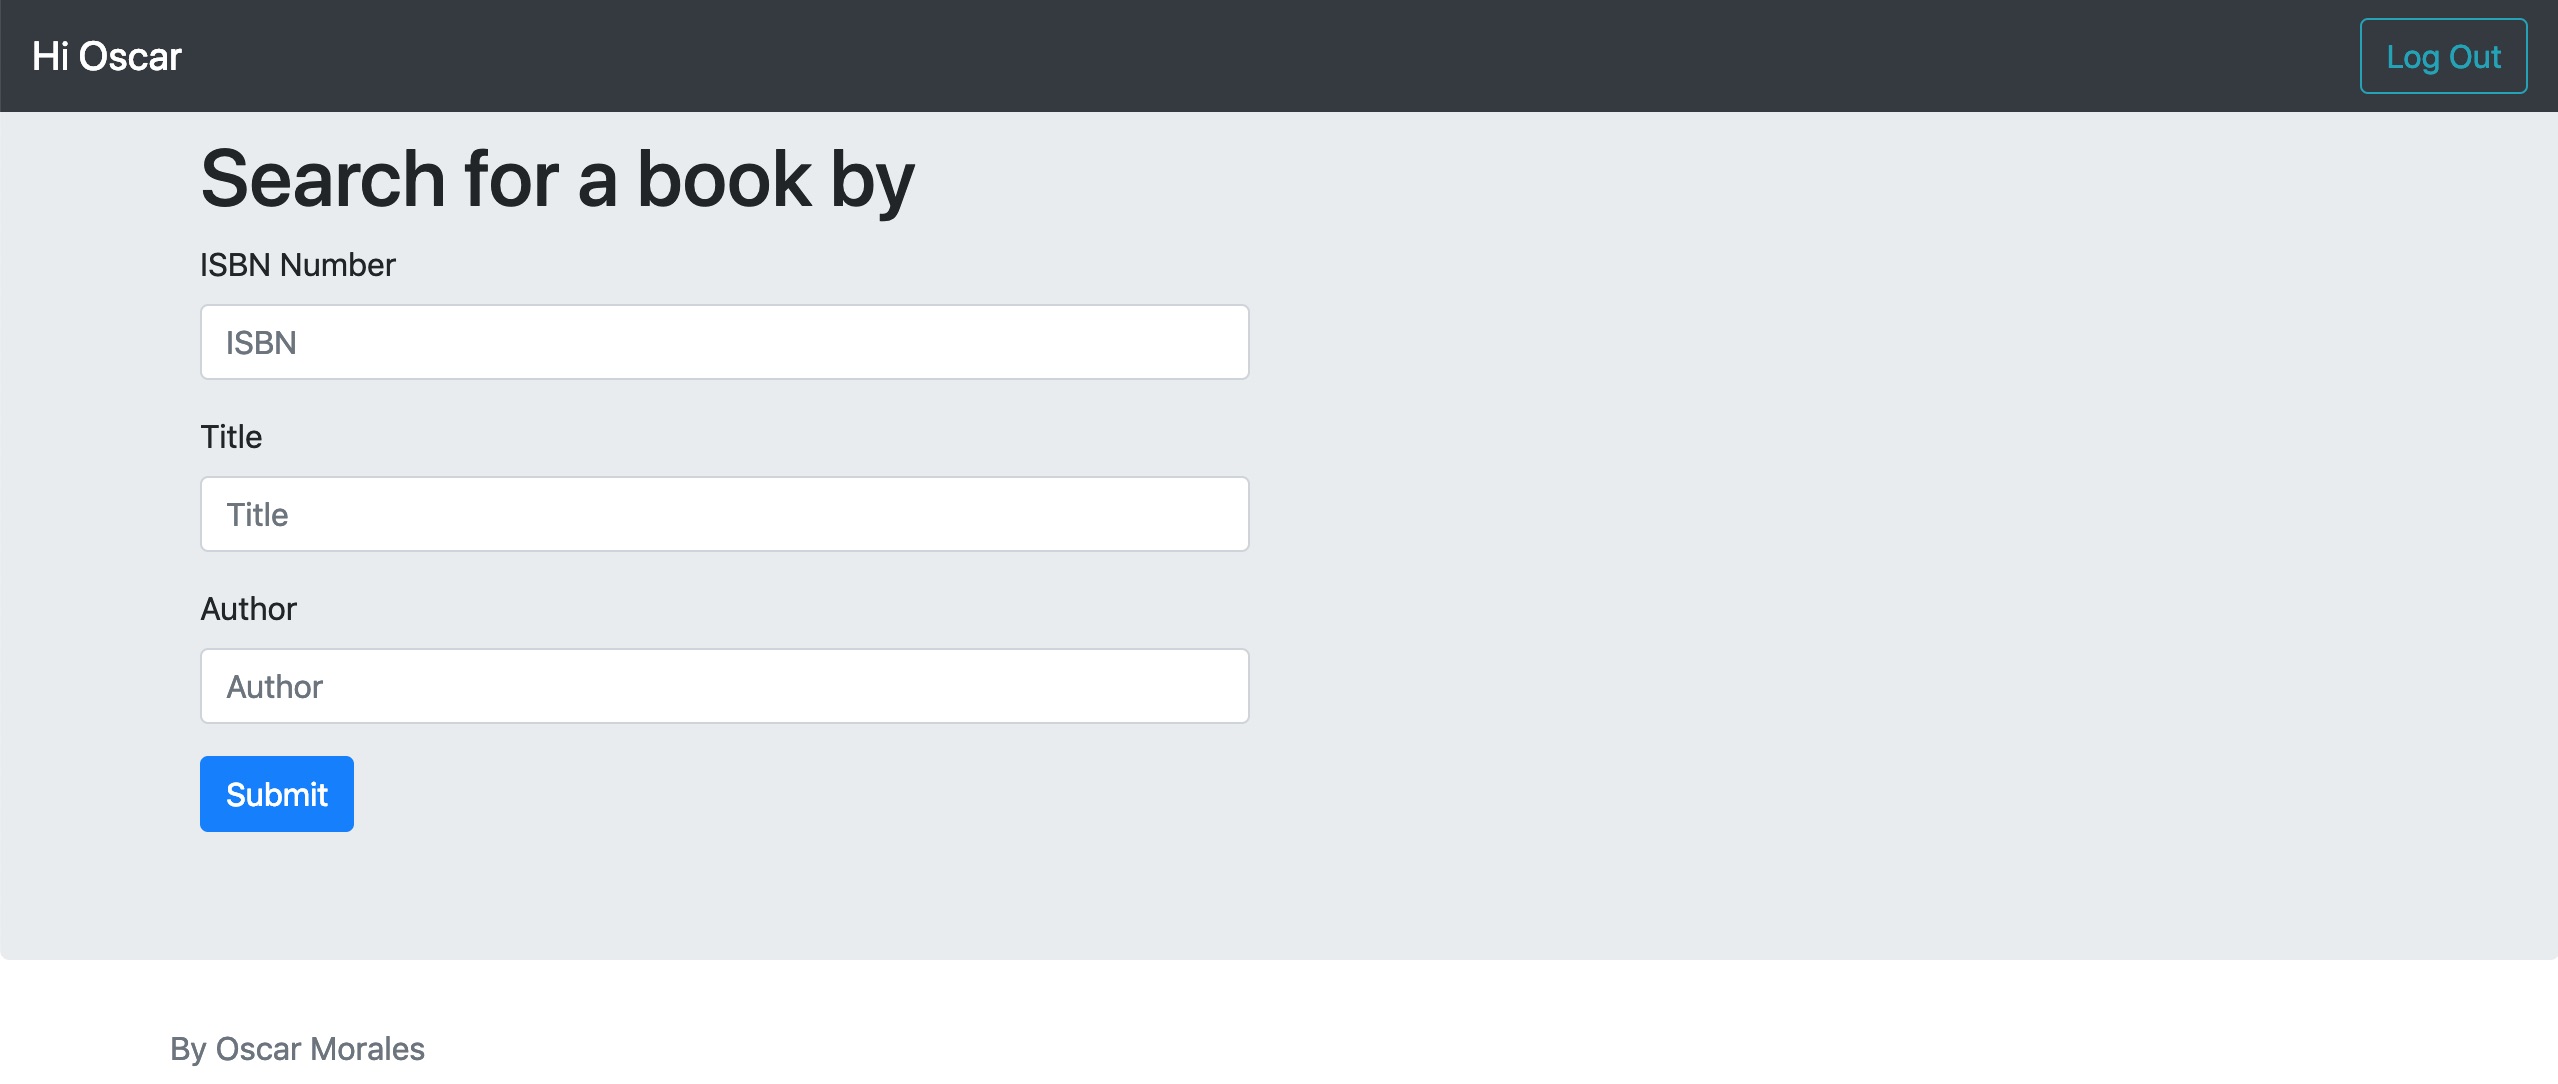 Hi Oscar
Log Out
Search for a book by
ISBN Number
ISBN
Title
Title
Author
Author
Submit
By Oscar Morales